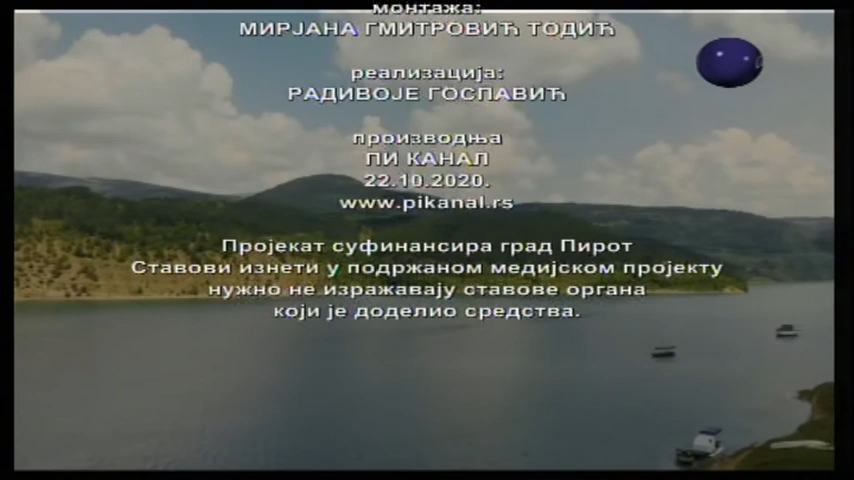 монтажа:
МИРЈАНА ГМИТРОВИЋ ТОДИЋ
реализација:
РАДИВОЈЕ ГОСПАВИЋ
производња
ПИ КАНАЛ
22.10.2020.
www.pikanal.rs
Пројекат суфинансира град Пирот
Ставови изнети у подржаном медијском пројекту
нужно не изражавају ставове органа
који је доделио средства.